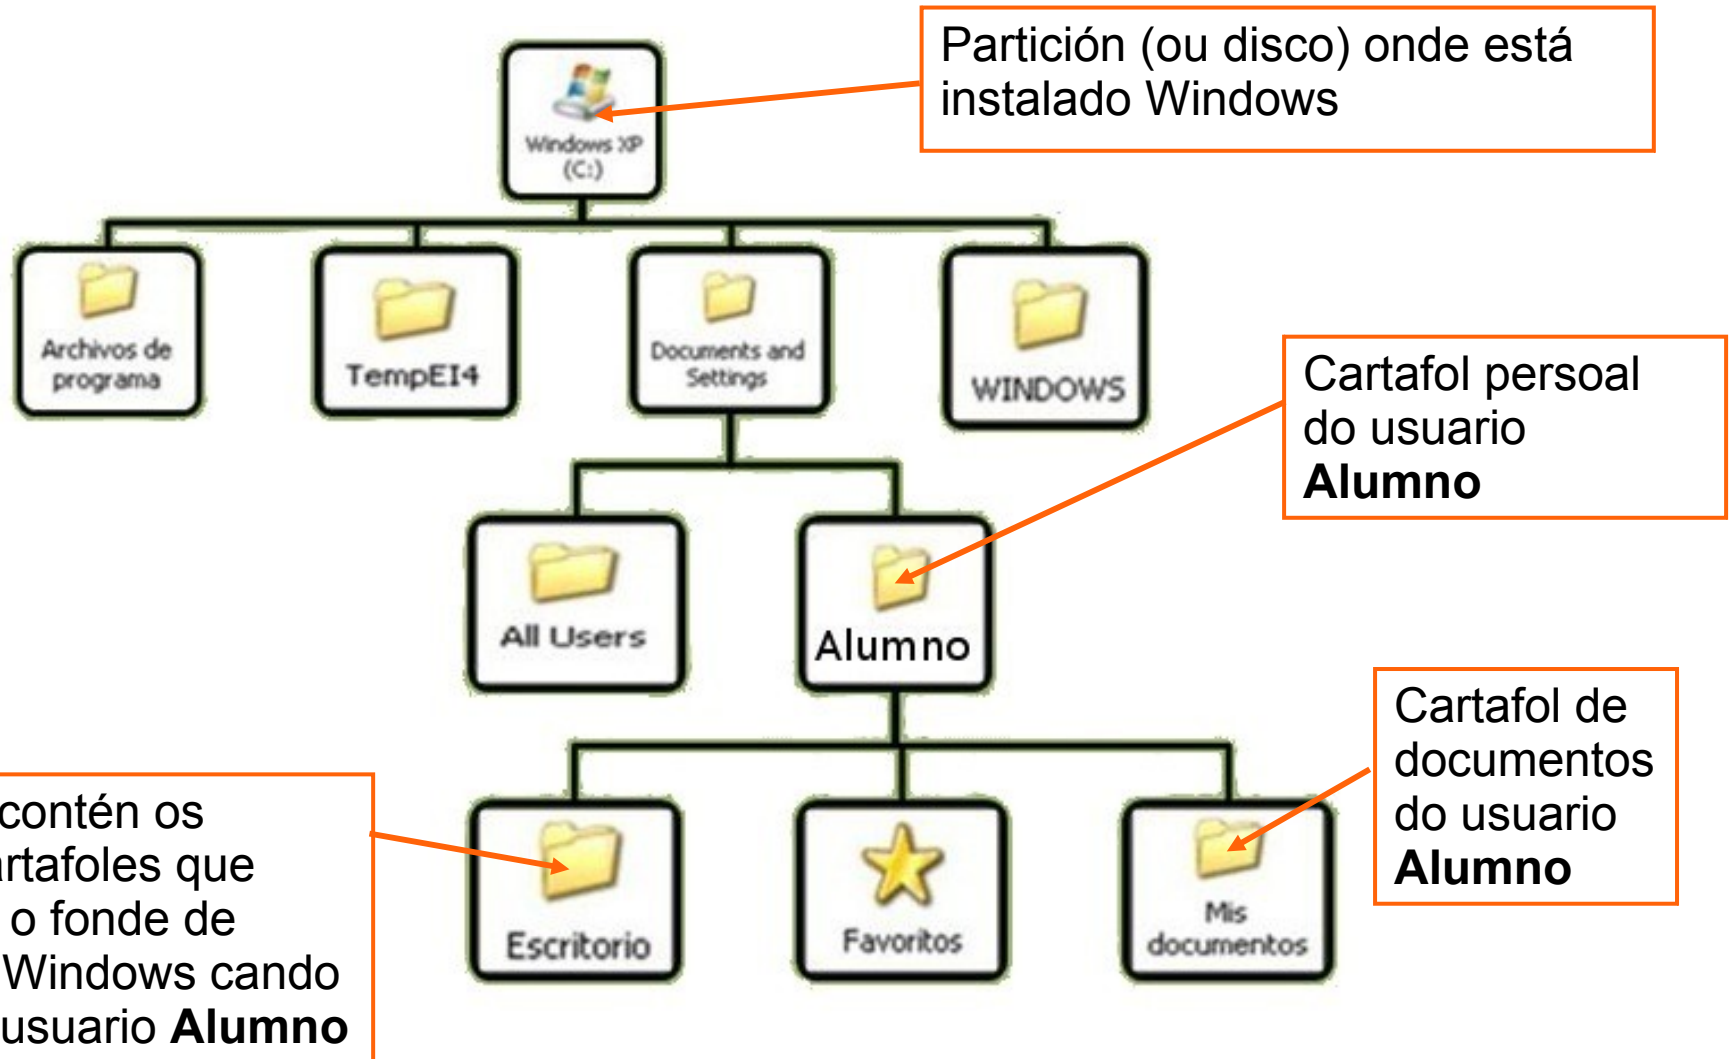 Partición (ou disco) onde está
instalado Windows
Windows XP
(C:)
Archivos de
programa
TempEI4
Documents and
Settings
WINDOWS
Cartafol persoal
do usuario
Alumno
All Users
Alumno
Cartafol de
documentos
do usuario
Alumno
contén os
artafoles que
o fonde de
Windows cando
usuario Alumno
Escritorio
Favoritos
Mis
documentos